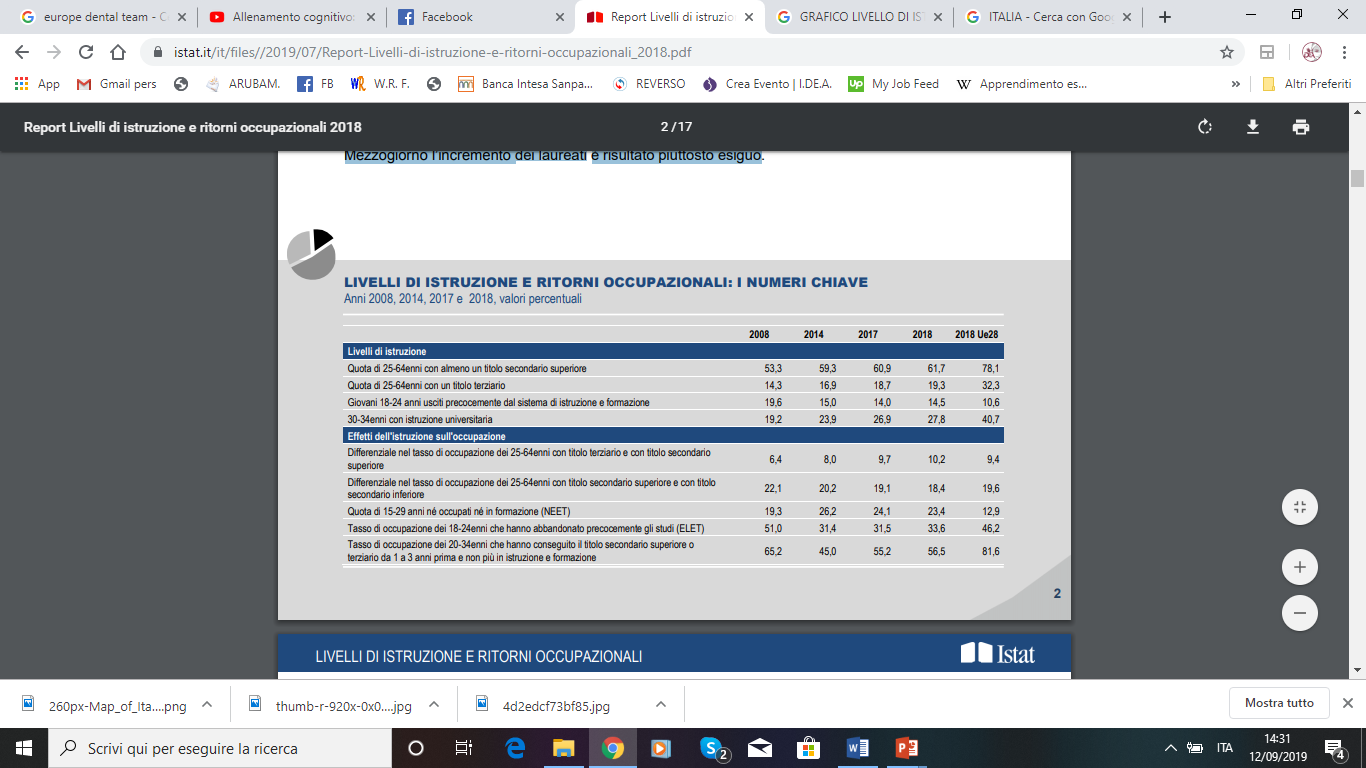 europe dental team - C
Allenamento cognitivo:
Facebook
Report Livelli di istruzio
GRAFICO LIVELLO DI IS
ITALIA - Cerca con Goo
istat.it/it/files//2019/07/Report-Livelli-di-istruzione-e-ritorni-occupazionali_2018.pdf
App Gmail pers ARUBAM. FB W.R. F. Banca Intesa Sanpa... REVERSO Crea Evento | I.DE.A. My Job Feed Apprendimento es... » Altri Preferiti
Report Livelli di istruzione e ritorni occupazionali 2018 2 / 17
Mezzogiorno l'incremento dei laureati è risultato piuttosto esiguo.
LIVELLI DI ISTRUZIONE E RITORNI OCCUPAZIONALI: I NUMERI CHIAVE
Anni 2008, 2014, 2017 e 2018, valori percentuali
2008 2014 2017 2018 2018 Ue28
Livelli di istruzione
Quota di 25-64enni con almeno un titolo secondario superiore 53,3 59,3 60,9 61,7 78,1
Quota di 25-64enni con un titolo terziario 14,3 16,9 18,7 19,3 32,3
Giovani 18-24 anni usciti precocemente dal sistema di istruzione e formazione 19,6 15,0 14,0 14,5 10,6
30-34enni con istruzione universitaria 19,2 23,9 26,9 27,8 40,7
Effetti dell'istruzione sull'occupazione
Differenziale nel tasso di occupazione dei 25-64enni con titolo terziario e con titolo secondario
superiore 6,4 8,0 9,7 10,2 9,4
Differenziale nel tasso di occupazione dei 25-64enni con titolo secondario superiore e con titolo
secondario inferiore 22,1 20,2 19,1 18,4 19,6
Quota di 15-29 anni né occupati né in formazione (NEET) 19,3 26,2 24,1 23,4 12,9
Tasso di occupazione dei 18-24enni che hanno abbandonato precocemente gli studi (ELET) 51,0 31,4 31,5 33,6 46,2
Tasso di occupazione dei 20-34enni che hanno conseguito il titolo secondario superiore o
terziario da 1 a 3 anni prima e non più in istruzione e formazione 65,2 45,0 55,2 56,5 81,6
2
LIVELLI DI ISTRUZIONE E RITORNI OCCUPAZIONALI
Istat
260px-Map_of_Ita....png
thumb-r-920x-0x0....jpg
4d2edcf73bf85.jpg
Mostra tutto
Scrivi qui per eseguire la ricerca
2
ITA
14:31
12/09/2019
4